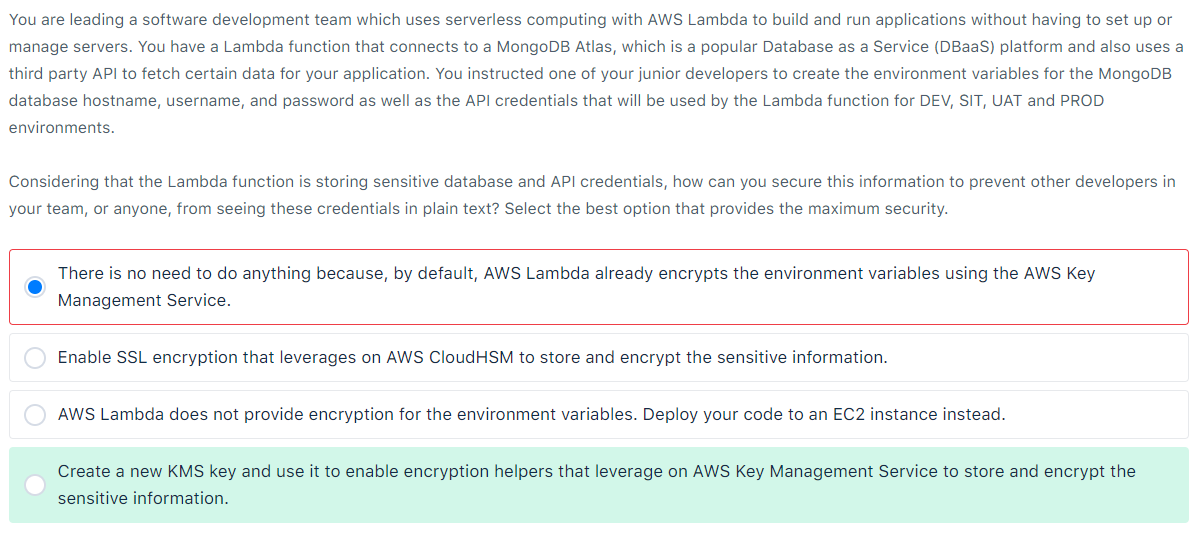 You are leading a software development team which uses serverless computing with AWS Lambda to build and run applications without having to set up or
manage servers. You have a Lambda function that connects to a MongoDB Atlas, which is a popular Database as a Service (DBaaS) platform and also uses a
third party API to fetch certain data for your application. You instructed one of your junior developers to create the environment variables for the MongoDB
database hostname, username, and password as well as the API credentials that will be used by the Lambda function for DEV, SIT, UAT and PROD
environments.
Considering that the Lambda function is storing sensitive database and API credentials, how can you secure this information to prevent other developers in
your team, or anyone, from seeing these credentials in plain text? Select the best option that provides the maximum security.
There is no need to do anything because, by default, AWS Lambda already encrypts the environment variables using the AWS Key
Management Service.
Enable SSL encryption that leverages on AWS CloudHSM to store and encrypt the sensitive information.
AWS Lambda does not provide encryption for the environment variables. Deploy your code to an EC2 instance instead.
Create a new KMS key and use it to enable encryption helpers that leverage on AWS Key Management Service to store and encrypt the
sensitive information.